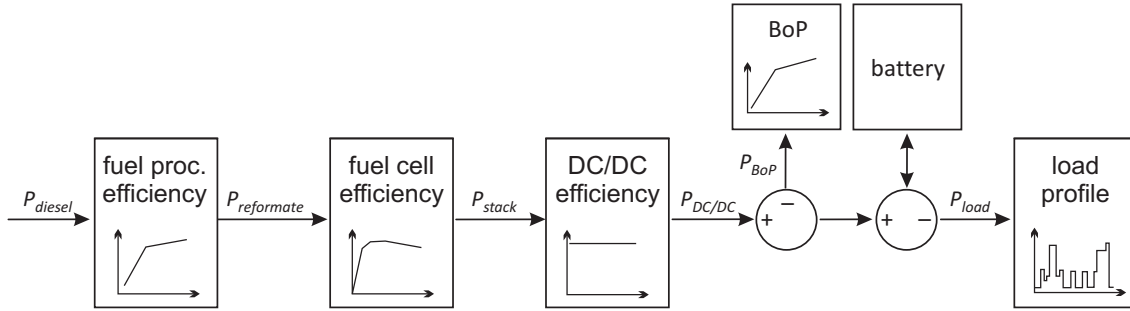 BoP
battery
fuel proc.
efficiency
fuel cell
efficiency
DC/DC
efficiency
load
profile
P_diesel
P_reformate
P_stack
P_DC/DC
P_BoP
P_load
+
−
+
−